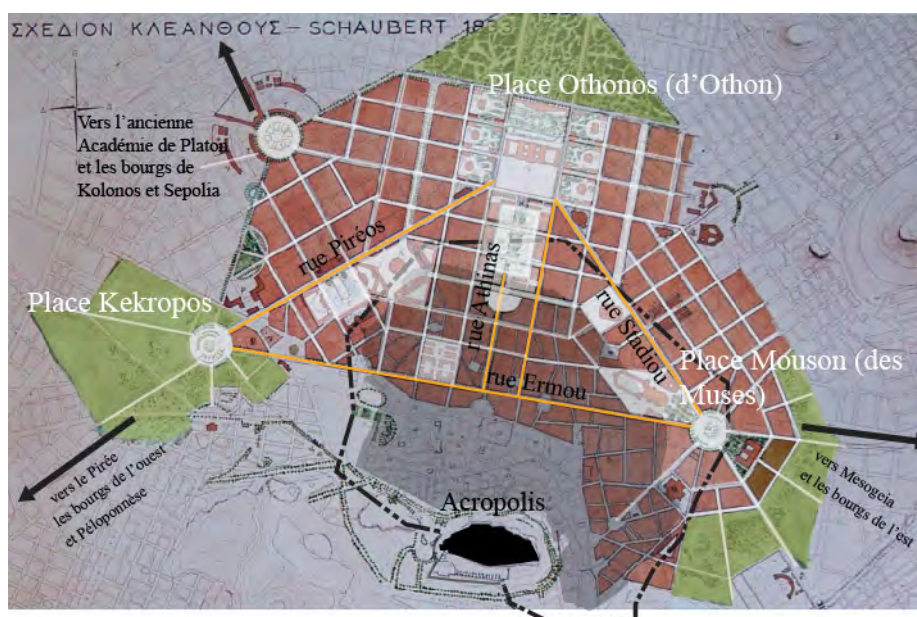 ΣΧΕΔΙΟΝ ΚΛΕΑΝΘΟΥΣ – SCHAUBERT 1833
Place Othonos (d'Othon)
Vers l'ancienne
Académie de Platon
et les bourgs de
Kolonos et Sepolia
rue Piréos
rue Athinas
rue Stadiou
Place Kekropos
Place Mouson (des
Muses)
rue Ermou
vers le Pirée
les bourgs de l'ouest
et Péloponnèse
vers Mesogeia
et les bourgs de l'est
Acropolis